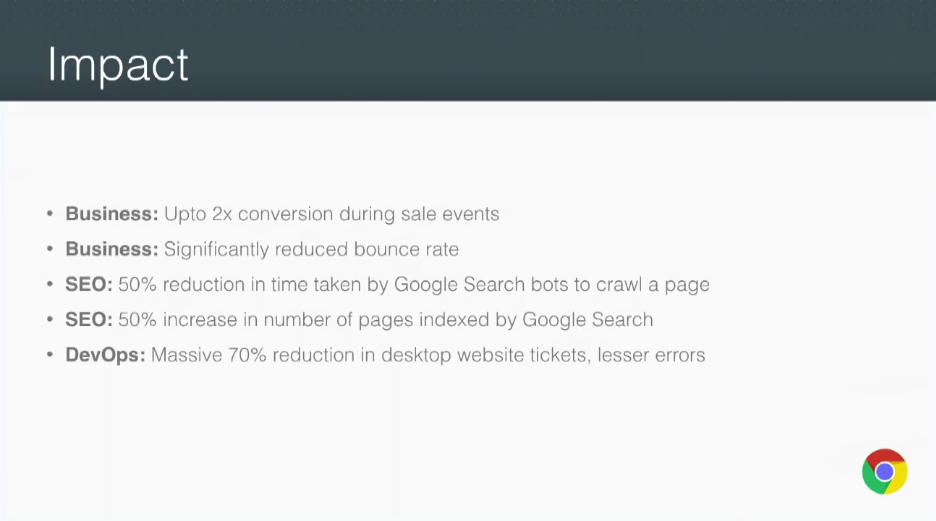 Impact
• Business: Upto 2x conversion during sale events
• Business: Significantly reduced bounce rate
• SEO: 50% reduction in time taken by Google Search bots to crawl a page
• SEO: 50% increase in number of pages indexed by Google Search
• DevOps: Massive 70% reduction in desktop website tickets, lesser errors